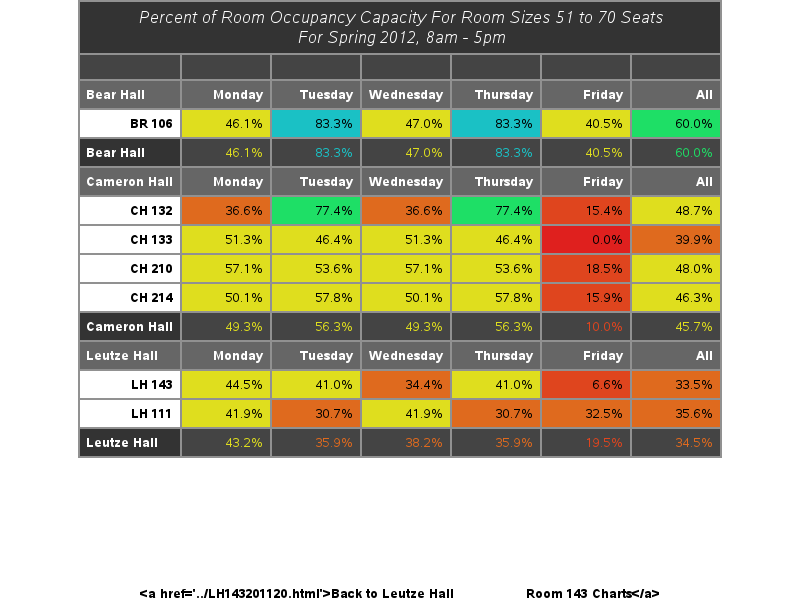 Percent of Room Occupancy Capacity For Room Sizes 51 to 70 Seats
For Spring 2012, 8am - 5pm
Bear Hall Monday Tuesday Wednesday Thursday Friday All
BR 106 46.1% 83.3% 47.0% 83.3% 40.5% 60.0%
Bear Hall 46.1% 83.3% 47.0% 83.3% 40.5% 60.0%
Cameron Hall Monday Tuesday Wednesday Thursday Friday All
CH 132 36.6% 77.4% 36.6% 77.4% 15.4% 48.7%
CH 133 51.3% 46.4% 51.3% 46.4% 0.0% 39.9%
CH 210 57.1% 53.6% 57.1% 53.6% 18.5% 48.0%
CH 214 50.1% 57.8% 50.1% 57.8% 15.9% 46.3%
Cameron Hall 49.3% 56.3% 49.3% 56.3% 10.0% 45.7%
Leutze Hall Monday Tuesday Wednesday Thursday Friday All
LH 143 44.5% 41.0% 34.4% 41.0% 6.6% 33.5%
LH 111 41.9% 30.7% 41.9% 30.7% 32.5% 35.6%
Leutze Hall 43.2% 35.9% 38.2% 35.9% 19.5% 34.5%
<a href='../LH143201120.html'>Back to Leutze Hall Room 143 Charts</a>